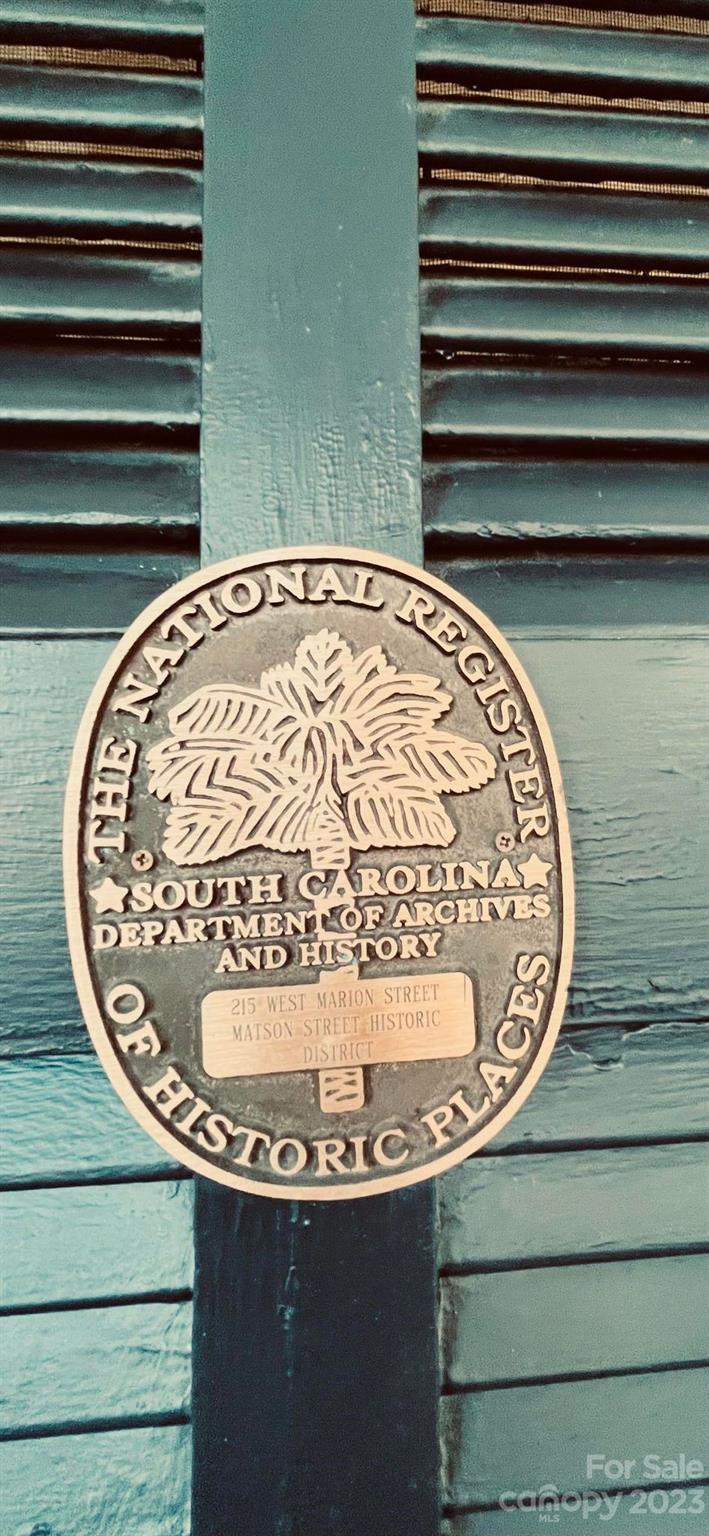 THE NATIONAL REGISTER
★SOUTH CAROLINA★
DEPARTMENT OF ARCHIVES
AND HISTORY
215 WEST MARION STREET
MATSON STREET HISTORIC
DISTRICT
OF HISTORIC PLACES
For Sale
canopy 2023
MLS